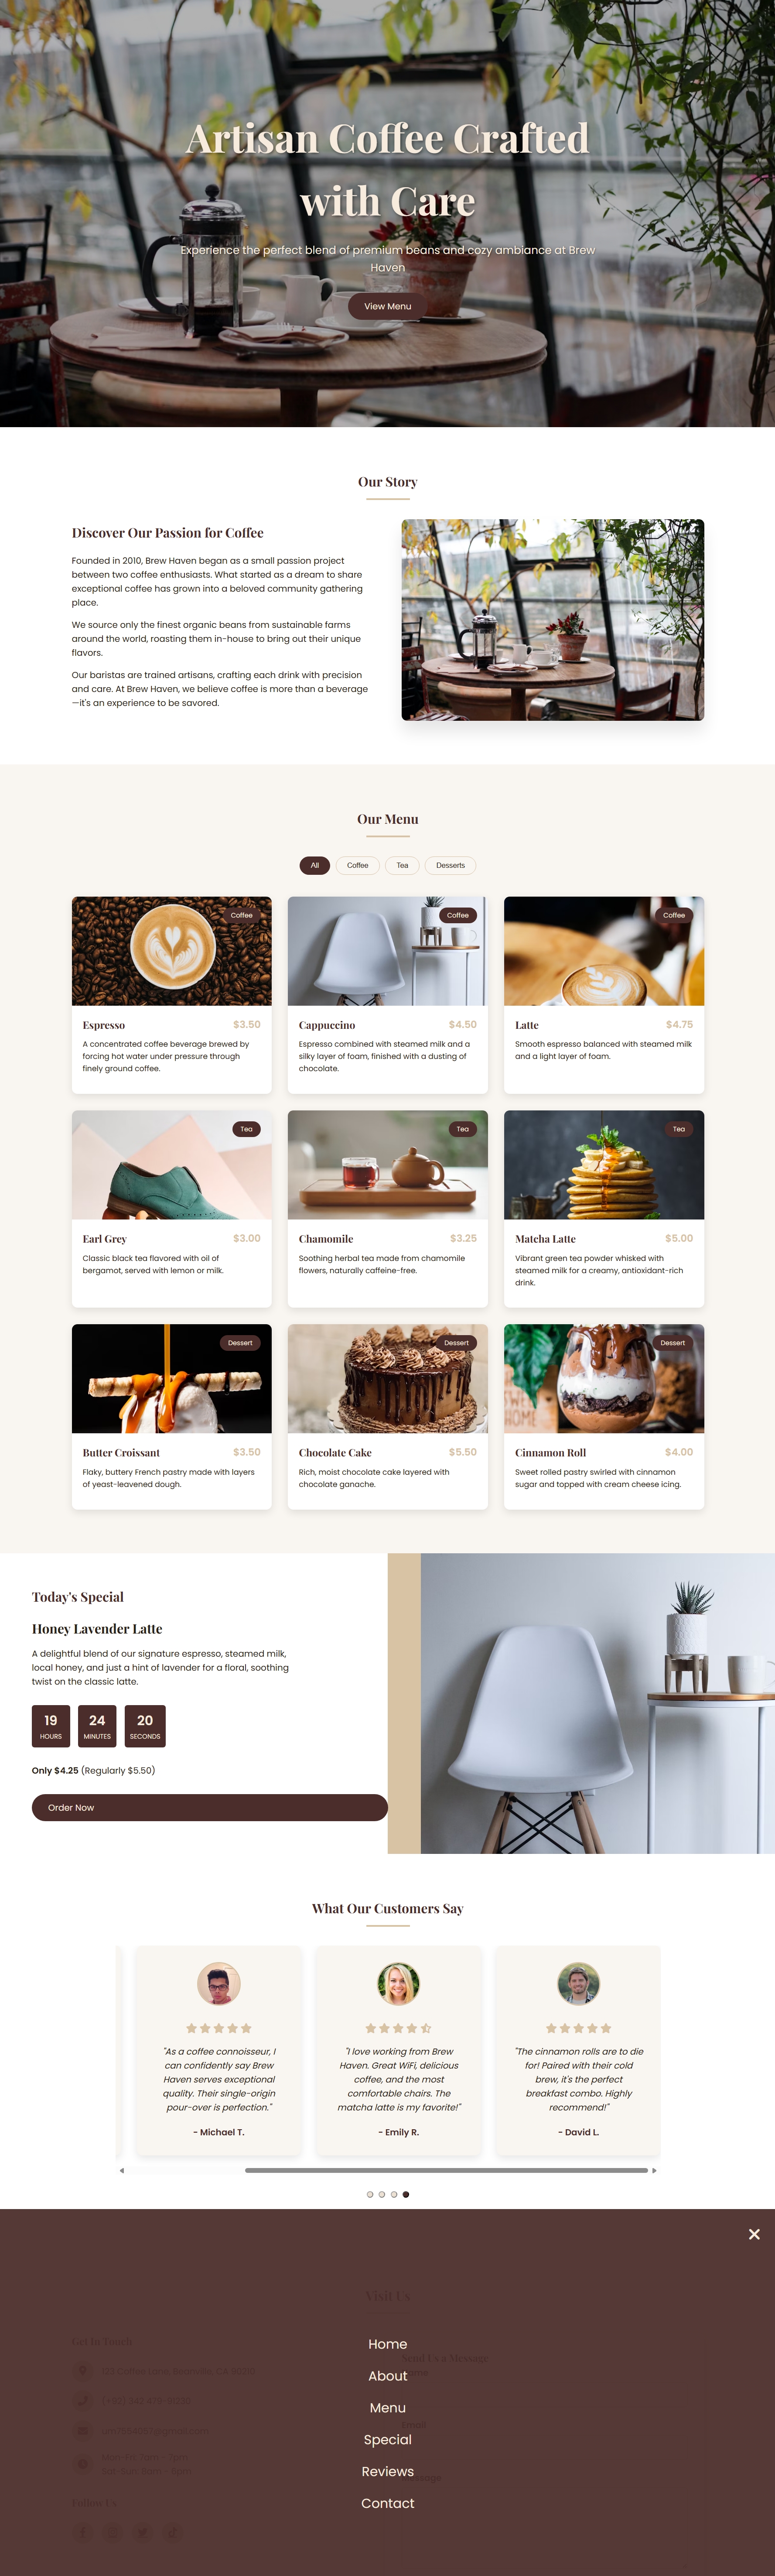 Artisan Coffee Crafted
with Care
Experience the perfect blend of premium beans and cozy ambiance at Brew
Haven
View Menu
Our Story
Discover Our Passion for Coffee
Founded in 2010, Brew Haven began as a small passion project
between two coffee enthusiasts. What started as a dream to share
exceptional coffee has grown into a beloved community gathering
place.
We source only the finest organic beans from sustainable farms
around the world, roasting them in-house to bring out their unique
flavors.
Our baristas are trained artisans, crafting each drink with precision
and care. At Brew Haven, we believe coffee is more than a beverage
—it's an experience to be savored.
Our Menu
All
Coffee
Tea
Desserts
Coffee
Espresso $3.50
A concentrated coffee beverage brewed by
forcing hot water under pressure through
finely ground coffee.
Coffee
Cappuccino $4.50
Espresso combined with steamed milk and a
silky layer of foam, finished with a dusting of
chocolate.
Coffee
Latte $4.75
Smooth espresso balanced with steamed milk
and a light layer of foam.
Tea
Earl Grey $3.00
Classic black tea flavored with oil of
bergamot, served with lemon or milk.
Tea
Chamomile $3.25
Soothing herbal tea made from chamomile
flowers, naturally caffeine-free.
Tea
Matcha Latte $5.00
Vibrant green tea powder whisked with
steamed milk for a creamy, antioxidant-rich
drink.
Dessert
Butter Croissant $3.50
Flaky, buttery French pastry made with layers
of yeast-leavened dough.
Dessert
Chocolate Cake $5.50
Rich, moist chocolate cake layered with
chocolate ganache.
Dessert
Cinnamon Roll $4.00
Sweet rolled pastry swirled with cinnamon
sugar and topped with cream cheese icing.
Today's Special
Honey Lavender Latte
A delightful blend of our signature espresso, steamed milk,
local honey, and just a hint of lavender for a floral, soothing
twist on the classic latte.
19 24 20
HOURS MINUTES SECONDS
Only $4.25 (Regularly $5.50)
Order Now
What Our Customers Say
"As a coffee connoisseur, I
can confidently say Brew
Haven serves exceptional
quality. Their single-origin
pour-over is perfection."
- Michael T.
"I love working from Brew
Haven. Great WiFi, delicious
coffee, and the most
comfortable chairs. The
matcha latte is my favorite!"
- Emily R.
"The cinnamon rolls are to die
for! Paired with their cold
brew, it's the perfect
breakfast combo. Highly
recommend!"
- David L.
Visit Us
Get In Touch
Send Us a Message
Home
About
Menu
Special
Reviews
Contact
Email
Message
Follow Us